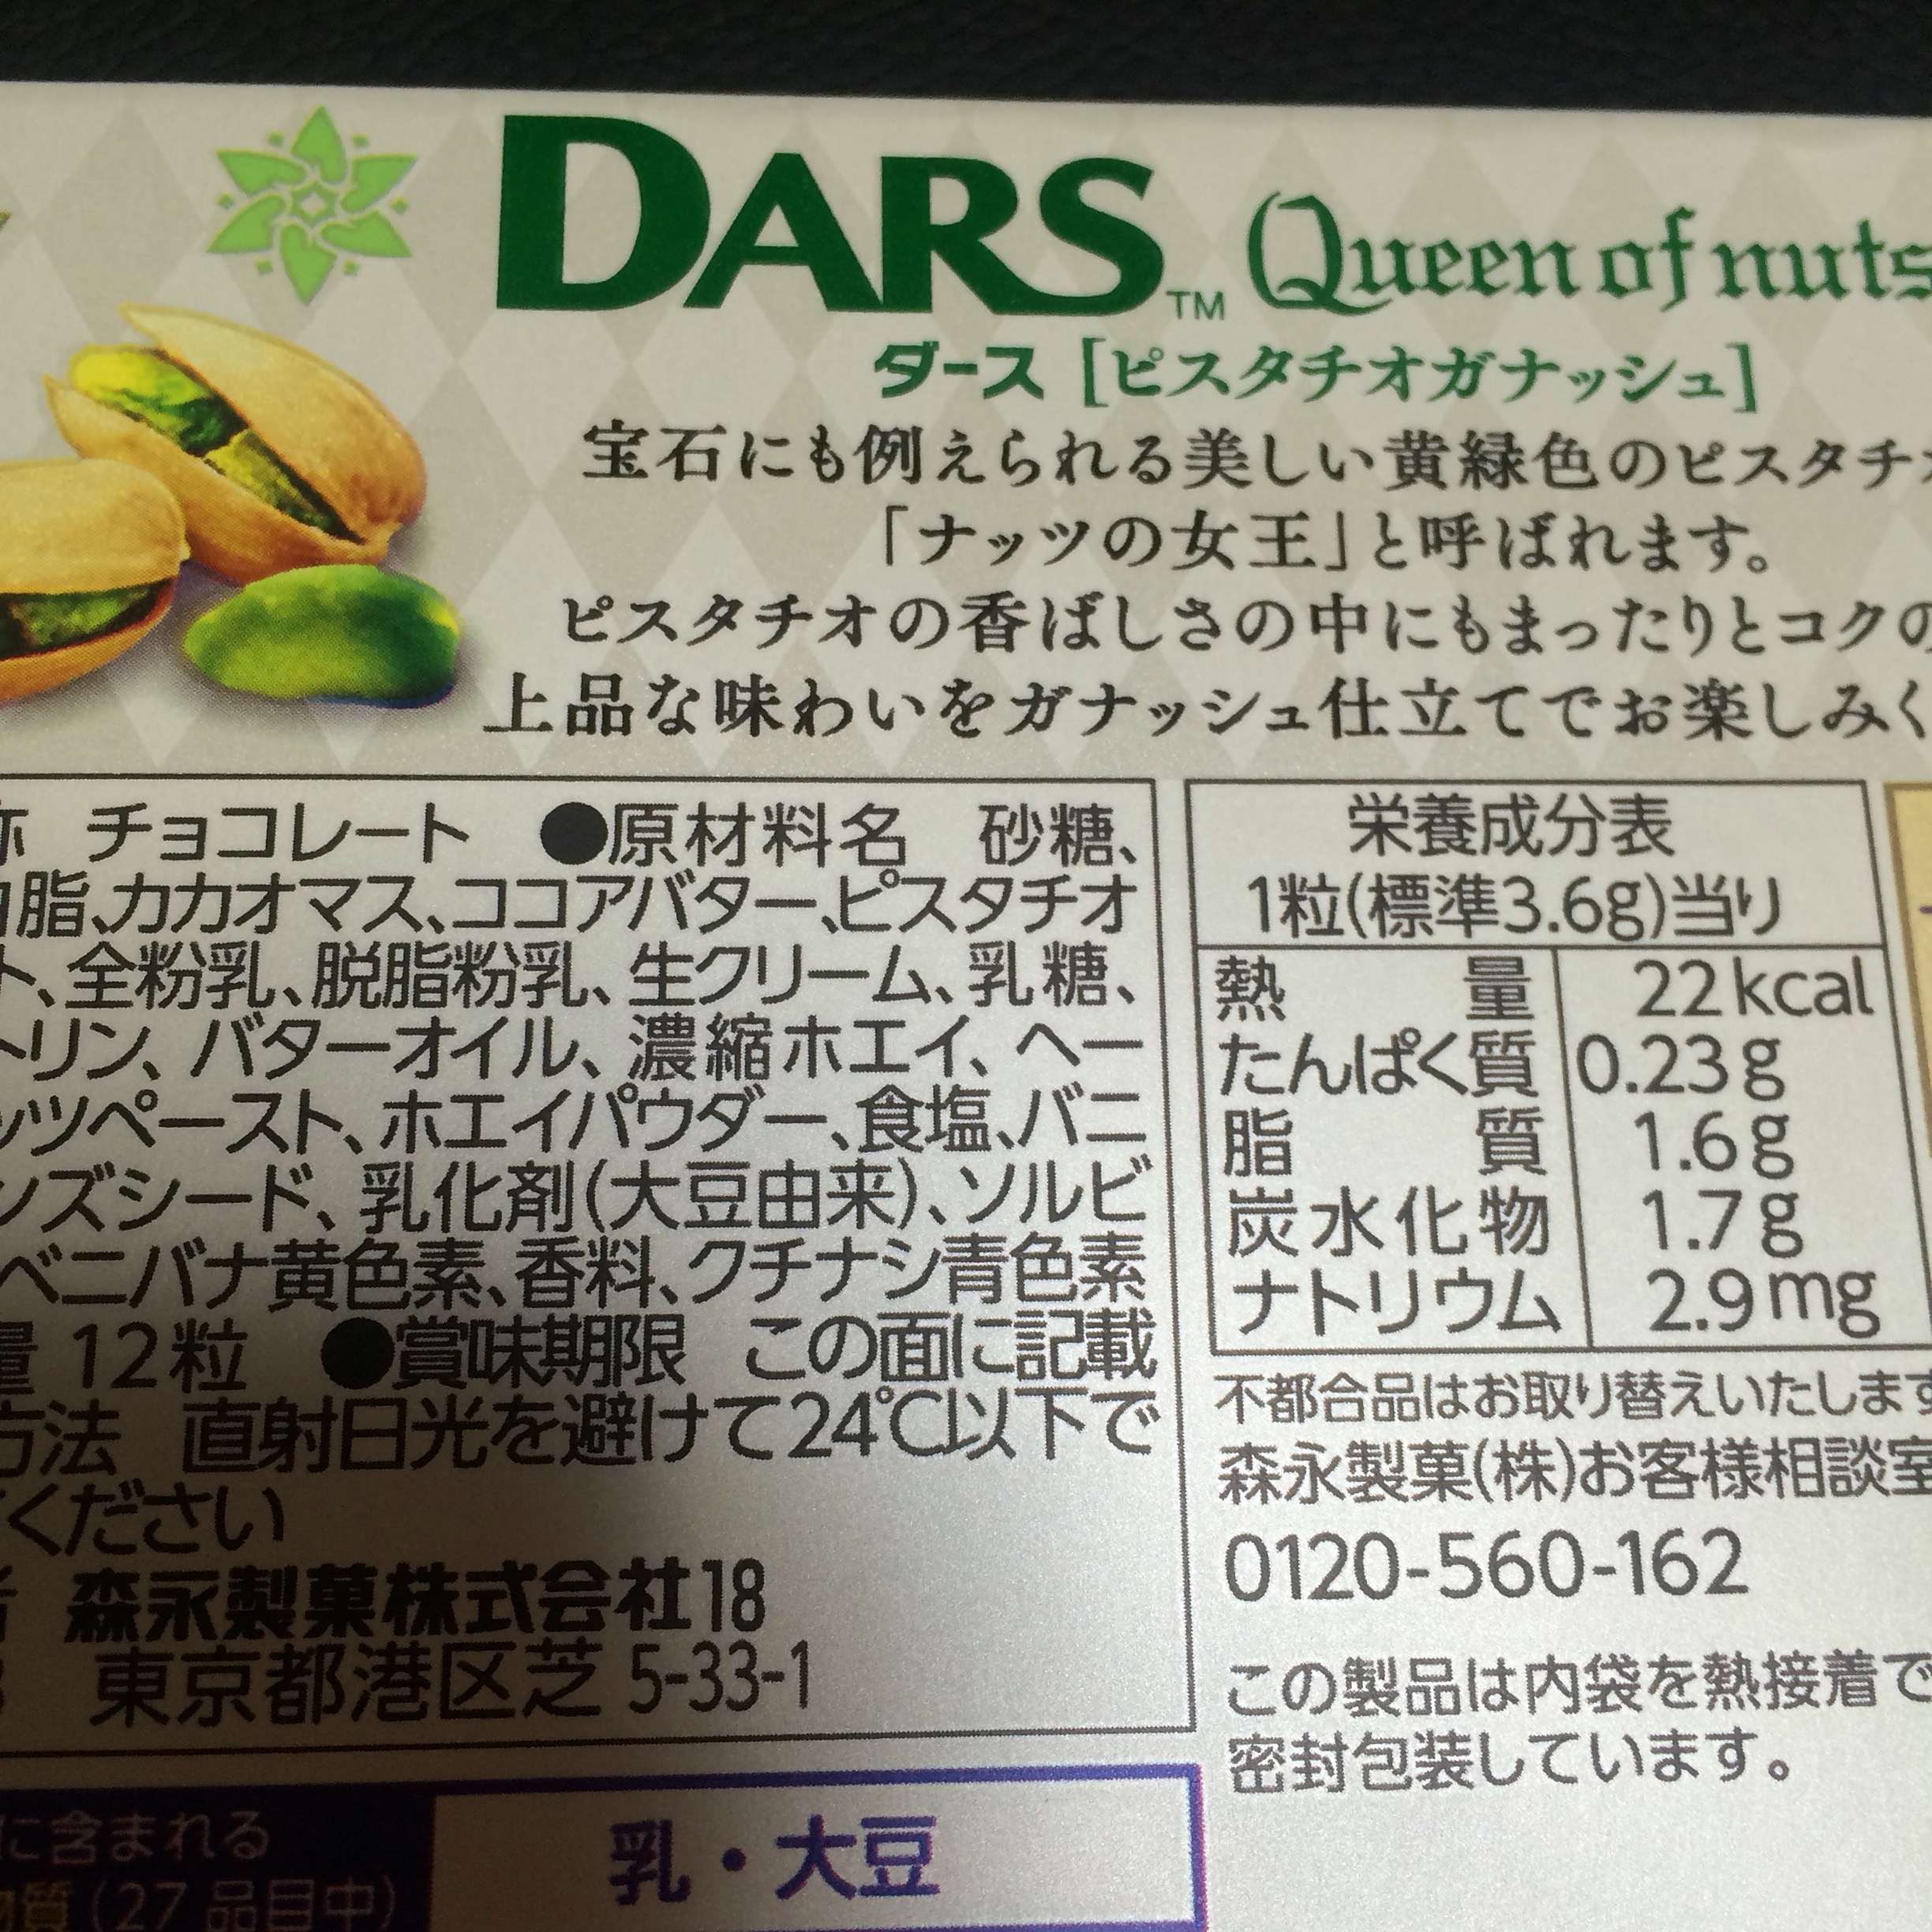 DARS™ Queen of nuts
ダース [ピスタチオガナッシュ]
宝石にも例えられる美しい黄緑色のピスタチ
「ナッツの女王」と呼ばれます。
ピスタチオの香ばしさの中にもまったりとコクの
上品な味わいをガナッシュ仕立てでお楽しみく
チョコレート ●原材料名 砂糖、
脂、カカオマス、ココアバター、ピスタチオ
ト、全粉乳、脱脂粉乳、生クリーム、乳糖、
トリン、バターオイル、濃縮ホエイ、ヘー
ッツペースト、ホエイパウダー、食塩、バニ
ンズシード、乳化剤(大豆由来)、ソルビ
ベニバナ黄色素、香料、クチナシ青色素
量 12粒 ●賞味期限 この面に記載
方法 直射日光を避けて24℃以下で
ください
森永製菓株式会社18
東京都港区芝5-33-1
栄養成分表
1粒(標準3.6g)当り
熱量 22kcal
たんぱく質 0.23g
脂質 1.6g
炭水化物 1.7g
ナトリウム 2.9mg
不都合品はお取り替えいたします
森永製菓(株)お客様相談室
0120-560-162
この製品は内袋を熱接着で
密封包装しています。
に含まれる
質(27品目中)
乳・大豆